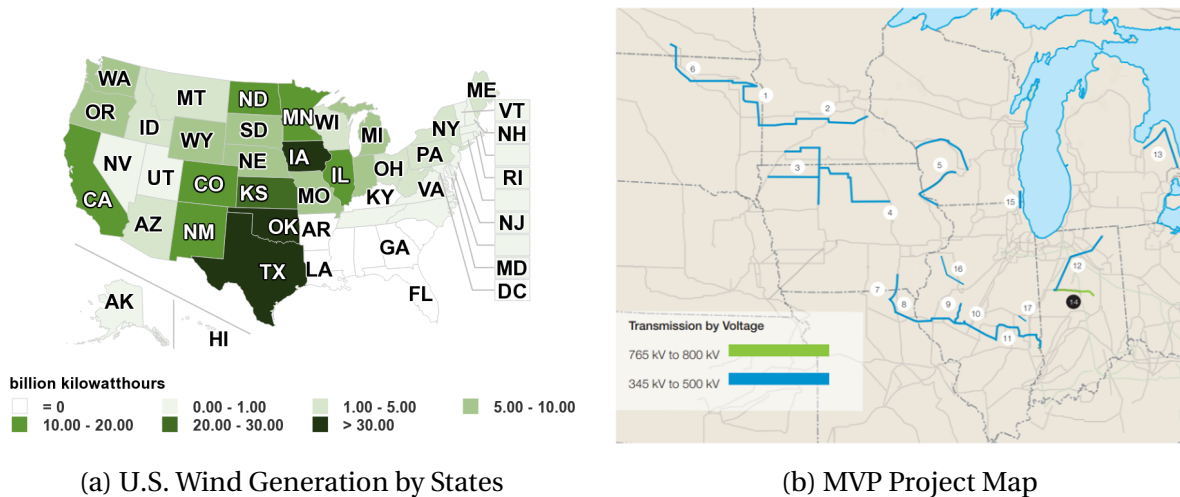 WA
OR
CA
ID
NV
MT
WY
UT
AZ
CO
NM
ND
SD
NE
KS
OK
TX
MN
IA
MO
AR
LA
WI
IL
MI
OH
KY
GA
FL
NY
PA
VA
ME
VT
NH
RI
NJ
MD
DC
AK
HI
billion kilowatthours
= 0
0.00 - 1.00
1.00 - 5.00
5.00 - 10.00
10.00 - 20.00
20.00 - 30.00
> 30.00
(a) U.S. Wind Generation by States
6
1
2
3
4
5
13
15
12
14
16
7
8
9
10
17
11
Transmission by Voltage
765 kV to 800 kV
345 kV to 500 kV
(b) MVP Project Map